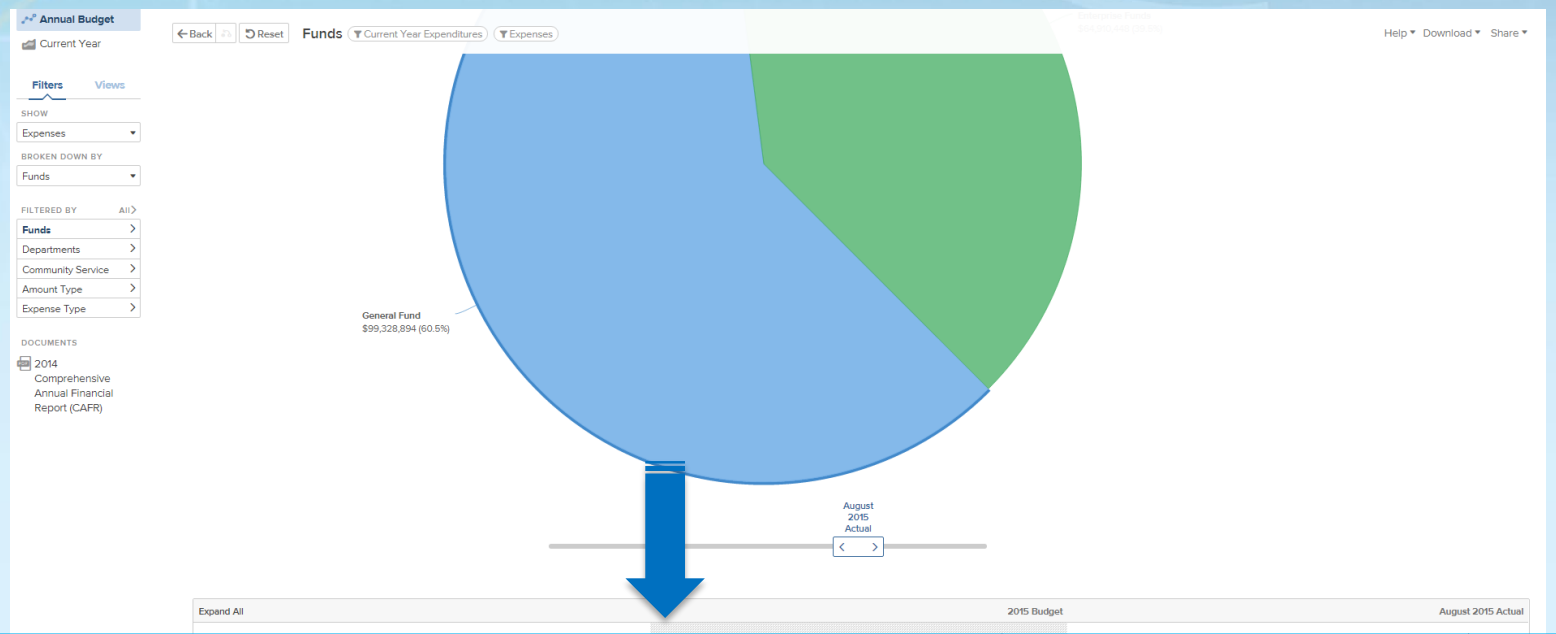 Annual Budget
Current Year
Back Reset Funds Current Year Expenditures Expenses
Help Download Share
Filters Views
SHOW
Expenses
BROKEN DOWN BY
Funds
FILTERED BY All
Funds
Departments
Community Service
Amount Type
Expense Type
DOCUMENTS
2014
Comprehensive
Annual Financial
Report (CAFR)
General Fund
$99,328,894 (60.5%)
August
2015
Actual
Expand All 2015 Budget August 2015 Actual